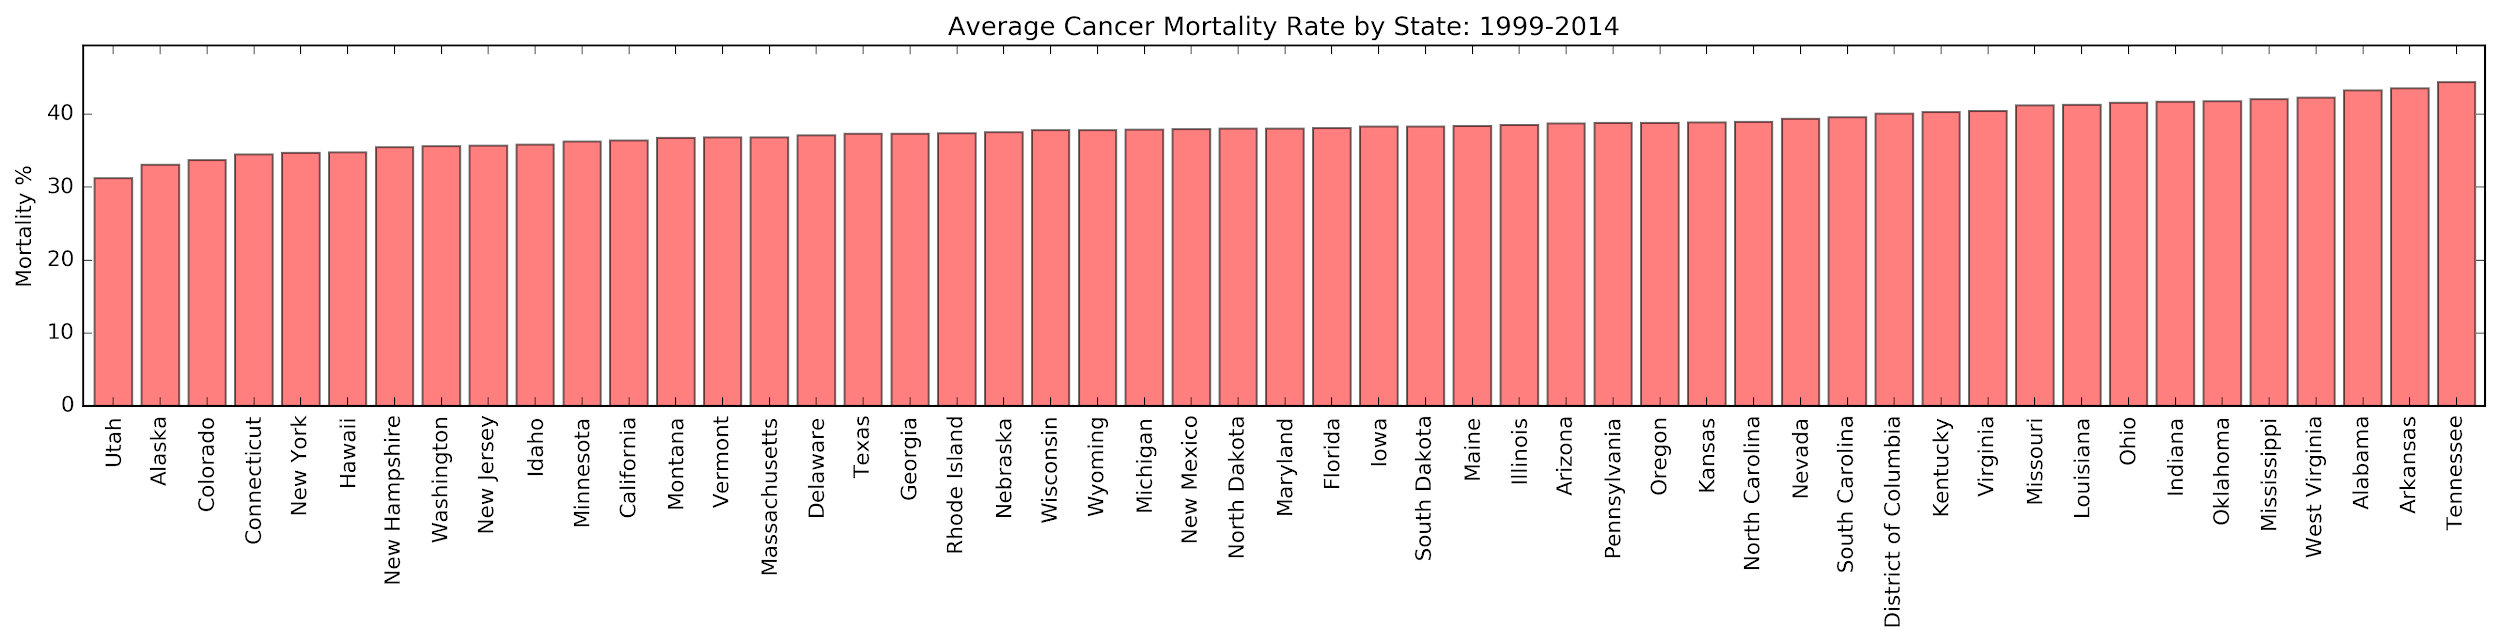 Average Cancer Mortality Rate by State: 1999-2014
Mortality %
40
30
20
10
0
Utah
Alaska
Colorado
Connecticut
New York
Hawaii
New Hampshire
Washington
New Jersey
Idaho
Minnesota
California
Montana
Vermont
Massachusetts
Delaware
Texas
Georgia
Rhode Island
Nebraska
Wisconsin
Wyoming
Michigan
New Mexico
North Dakota
Maryland
Florida
Iowa
South Dakota
Maine
Illinois
Arizona
Pennsylvania
Oregon
Kansas
North Carolina
Nevada
South Carolina
District of Columbia
Kentucky
Virginia
Missouri
Louisiana
Ohio
Indiana
Oklahoma
Mississippi
West Virginia
Alabama
Arkansas
Tennessee